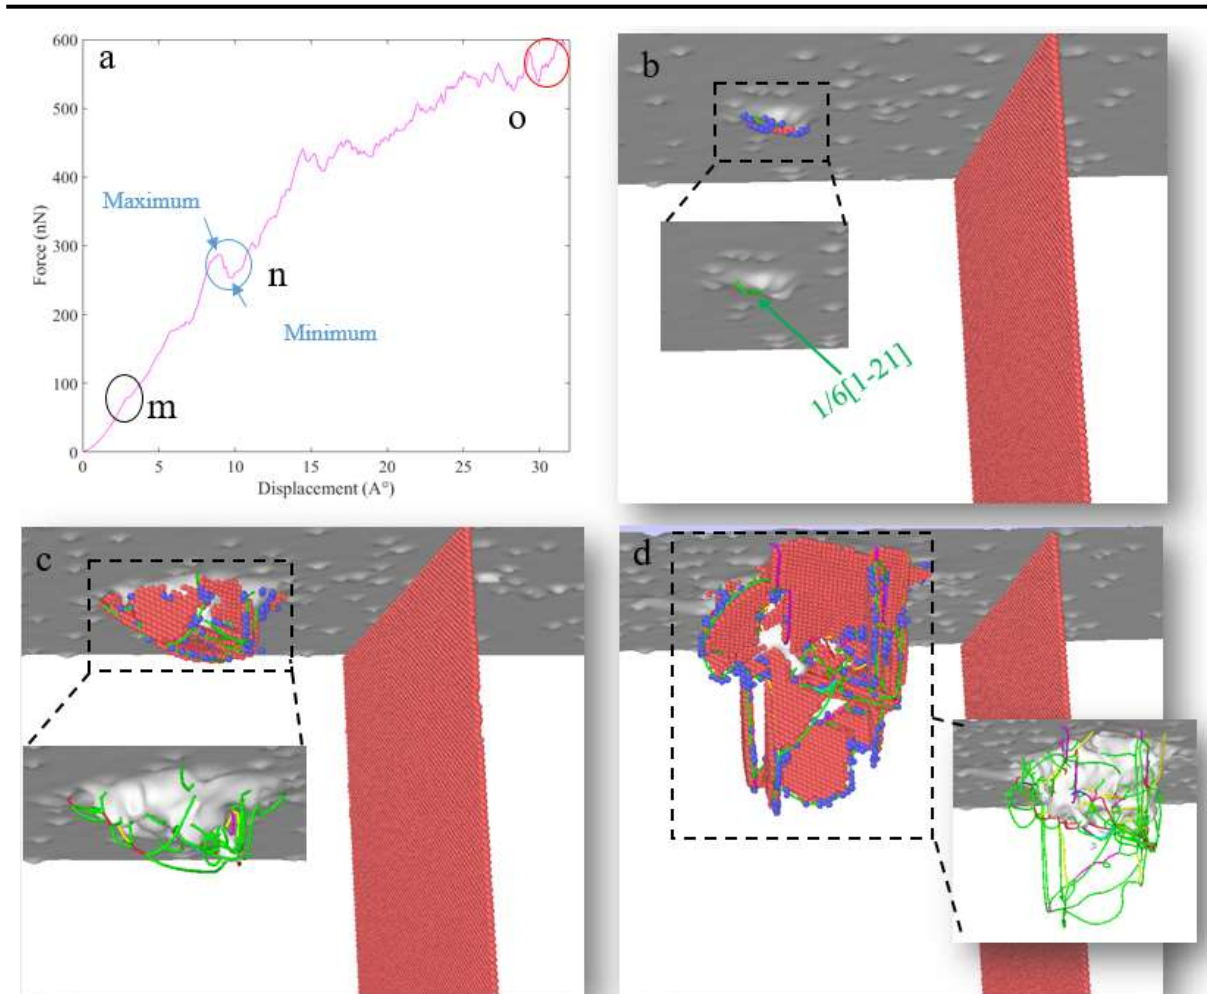 a
600
500
400
300
200
100
0
Force (nN)
Maximum
Minimum
m
n
o
0 5 10 15 20 25 30
Displacement (A°)
b
1/6[1-21]
c
d